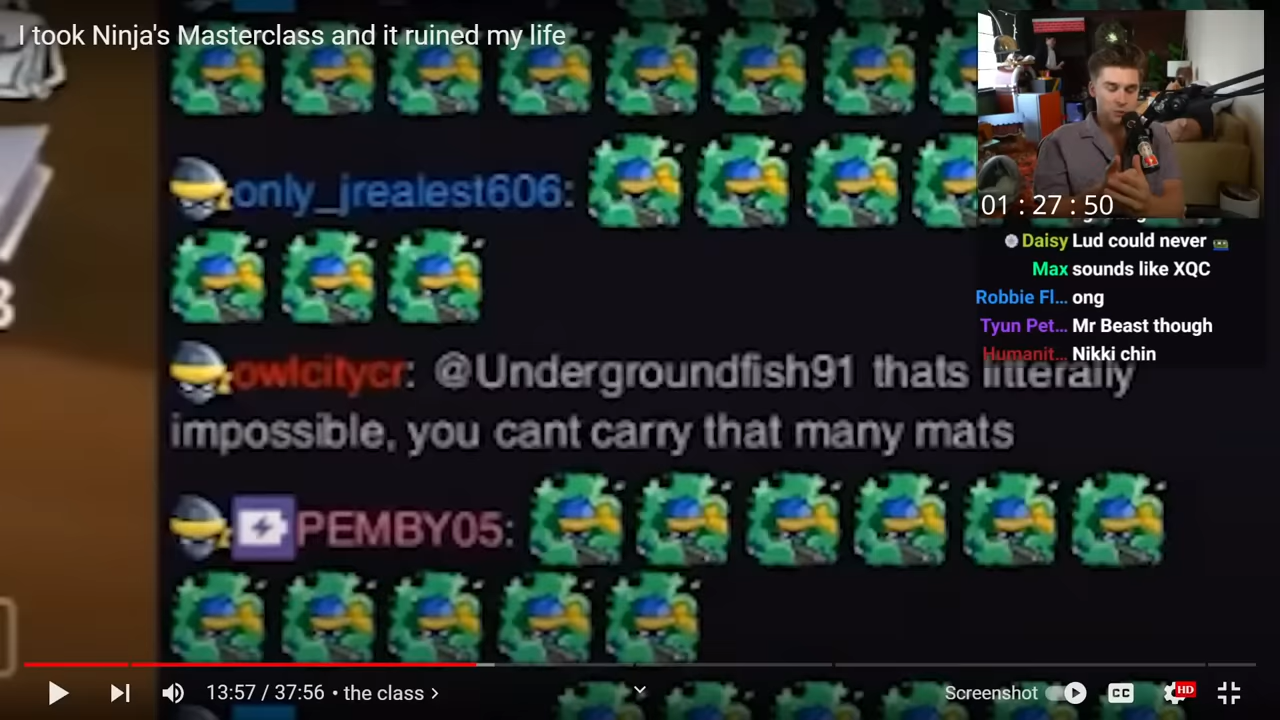 I took Ninja's Masterclass and it ruined my life
only_jrealest606:
01 : 27 : 50
Daisy Lud could never
Max sounds like XQC
Robbie Fl... ong
Tyun Pet... Mr Beast though
Humanit... Nikki chin
owlcitycr: @Undergroundfish91 thats litterally
impossible, you cant carry that many mats
PEMBY05:
13:57 / 37:56 • the class ›
Screenshot
CC
HD